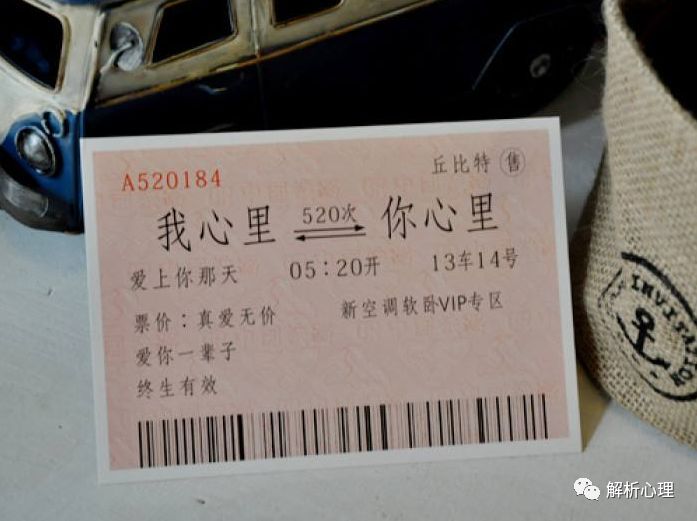 A520184
丘比特 售
我心里 520次 你心里
爱上你那天 05:20开 13车14号
票价：真爱无价 新空调软卧VIP专区
爱你一辈子
终生有效
解析心理